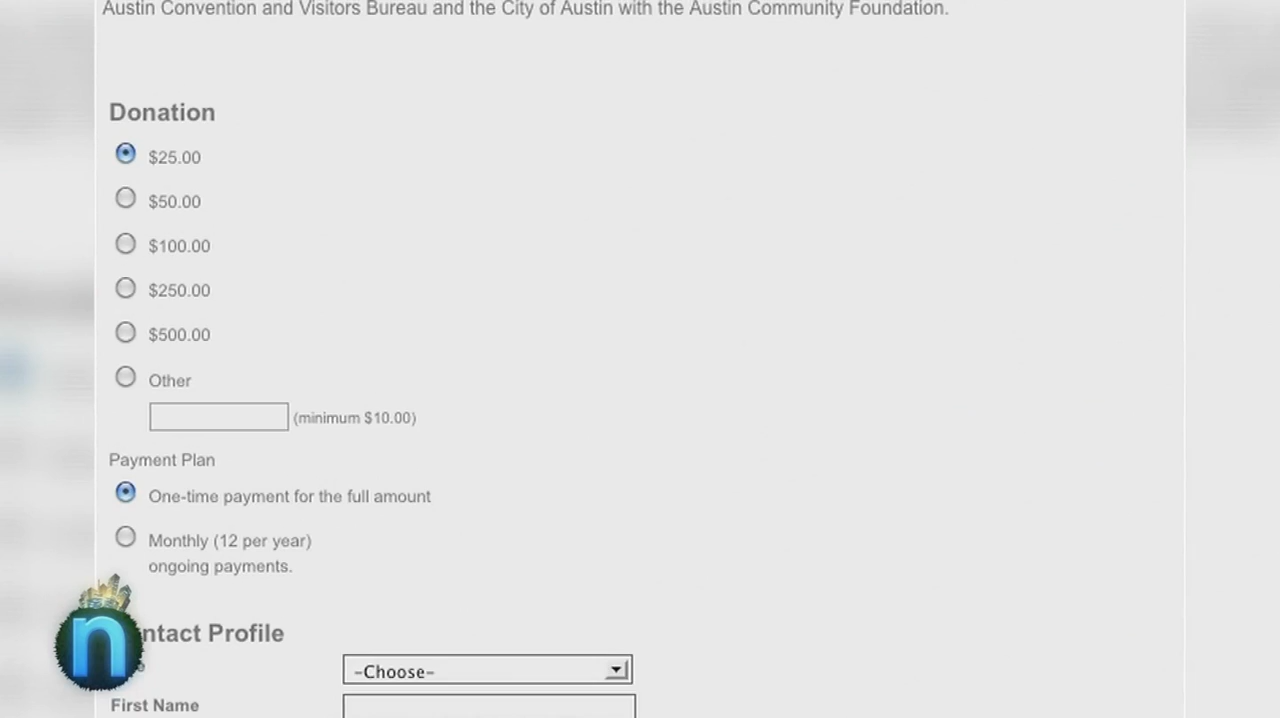 Austin Convention and Visitors Bureau and the City of Austin with the Austin Community Foundation.
Donation
$25.00
$50.00
$100.00
$250.00
$500.00
Other
(minimum $10.00)
Payment Plan
One-time payment for the full amount
Monthly (12 per year)
ongoing payments.
ntact Profile
n
-Choose-
First Name